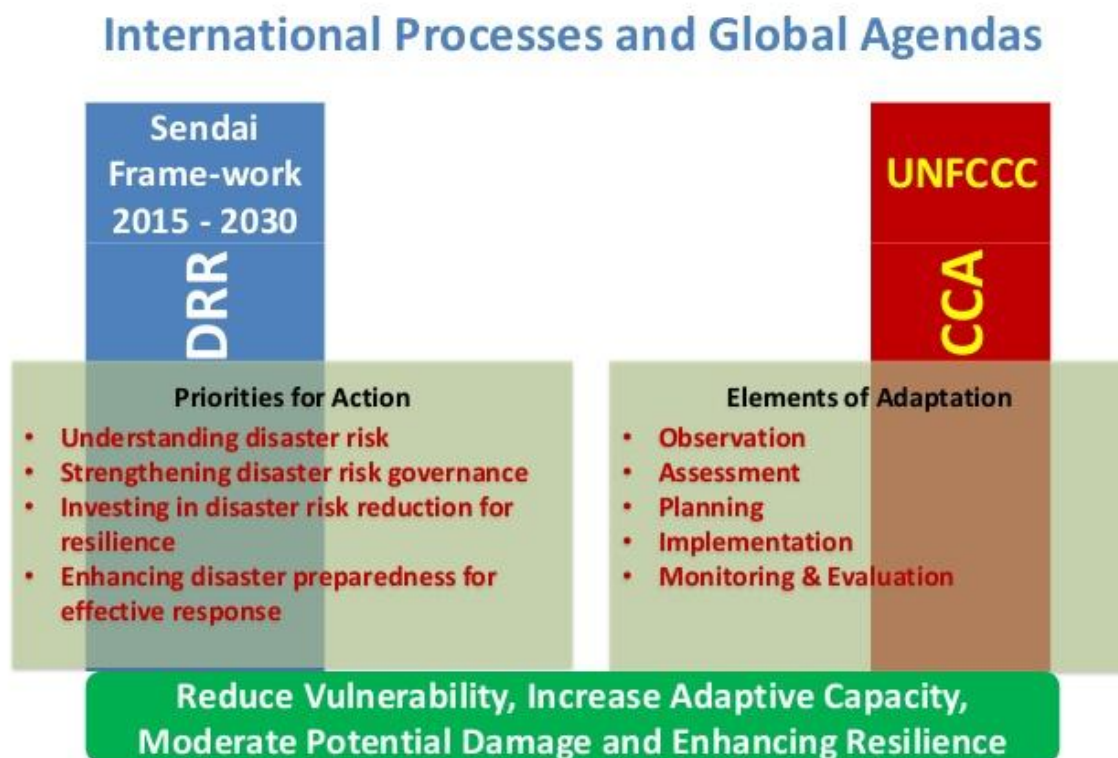 International Processes and Global Agendas
Sendai
Frame-work
2015 - 2030
DRR
UNFCCC
CCA
Priorities for Action
• Understanding disaster risk
• Strengthening disaster risk governance
• Investing in disaster risk reduction for
resilience
• Enhancing disaster preparedness for
effective response
Elements of Adaptation
• Observation
• Assessment
• Planning
• Implementation
• Monitoring & Evaluation
Reduce Vulnerability, Increase Adaptive Capacity,
Moderate Potential Damage and Enhancing Resilience